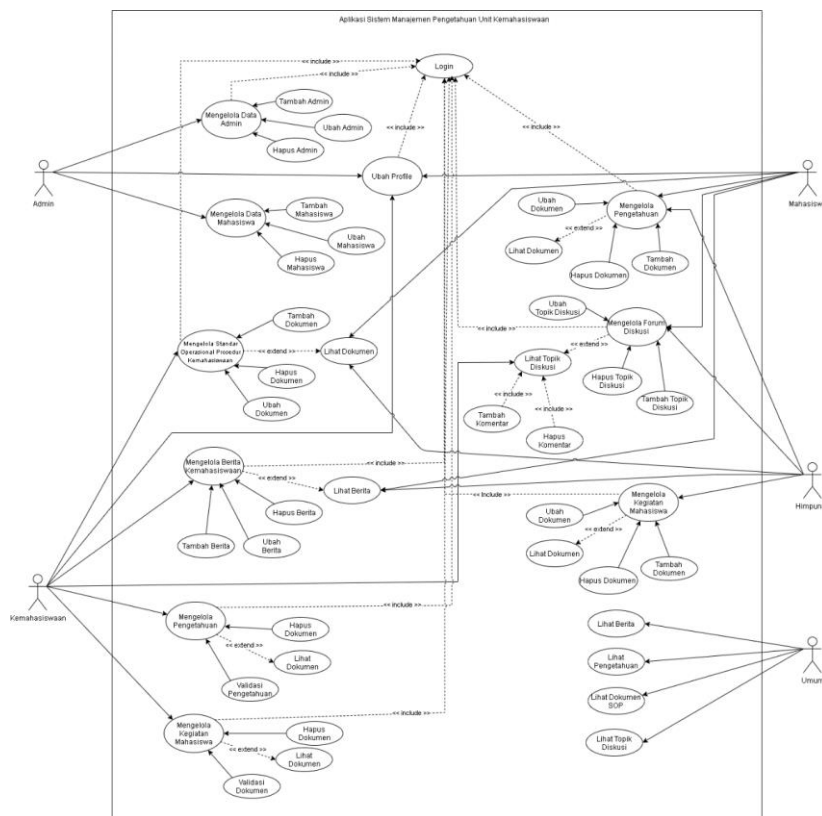 Aplikasi Sistem Manajemen Pengetahuan Unit Kemahasiswaan
Login
<< include >>
<< include >>
<< include >>
<< include >>
Mengelola Data
Admin
Tambah Admin
Ubah Admin
Hapus Admin
Admin
Ubah Profile
Mahasisw
Mengelola Data
Mahasiswa
Tambah
Mahasiswa
Ubah
Mahasiswa
Hapus
Mahasiswa
Mengelola
Pengetahuan
Ubah
Dokumen
<< extend >>
Lihat Dokumen
Hapus Dokumen
Tambah
Dokumen
Mengelola Standar
Operasional Prosedur
Kemahasiswaan
Tambah
Dokumen
<< extend >>
Lihat Dokumen
Hapus
Dokumen
Ubah
Dokumen
<< include >>
Ubah
Topik Diskusi
Mengelola Forum
Diskusi
<< extend >>
Lihat Topik
Diskusi
Hapus Topik
Diskusi
Tambah Topik
Diskusi
<< include >>
<< include >>
Tambah
Komentar
Hapus
Komentar
Mengelola Berita
Kemahasiswaan
<< include >>
<< extend >>
Lihat Berita
Hapus Berita
Tambah Berita
Ubah
Berita
Himpun
<< include >>
Mengelola
Kegiatan
Mahasiswa
Ubah
Dokumen
<< extend >>
Lihat Dokumen
Hapus Dokumen
Tambah
Dokumen
Kemahasiswaan
Mengelola
Pengetahuan
<< include >>
Hapus
Dokumen
<< extend >>
Lihat
Dokumen
Validasi
Pengetahuan
Lihat Berita
Lihat
Pengetahuan
Lihat Dokumen
SOP
Lihat Topik
Diskusi
Umum
Mengelola
Kegiatan
Mahasiswa
<< include >>
Hapus
Dokumen
<< extend >>
Lihat
Dokumen
Validasi
Dokumen